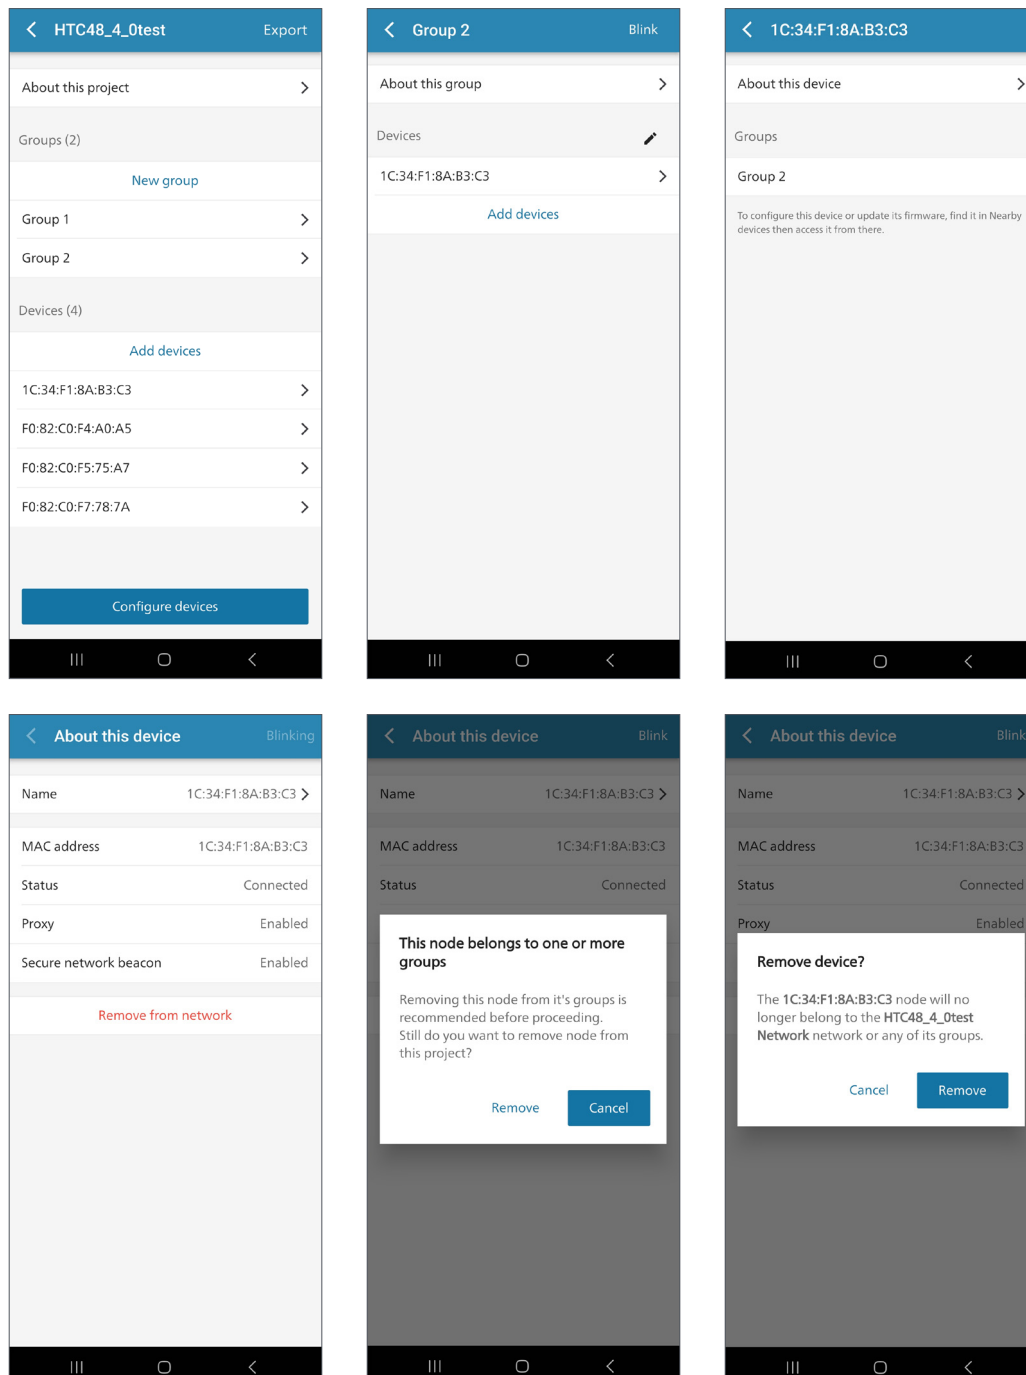 HTC48_4_0test Export
About this project
Groups (2)
New group
Group 1
Group 2
Devices (4)
Add devices
1C:34:F1:8A:B3:C3
F0:82:C0:F4:A0:A5
F0:82:C0:F5:75:A7
F0:82:C0:F7:78:7A
Configure devices
Group 2 Blink
About this group
Devices
1C:34:F1:8A:B3:C3
Add devices
1C:34:F1:8A:B3:C3
About this device
Groups
Group 2
To configure this device or update its firmware, find it in Nearby
devices then access it from there.
About this device Blinking
Name 1C:34:F1:8A:B3:C3
MAC address 1C:34:F1:8A:B3:C3
Status Connected
Proxy Enabled
Secure network beacon Enabled
Remove from network
About this device Blink
Name 1C:34:F1:8A:B3:C3
MAC address 1C:34:F1:8A:B3:C3
Status Connected
This node belongs to one or more
groups
Removing this node from it's groups is
recommended before proceeding.
Still do you want to remove node from
this project?
Remove Cancel
About this device Blink
Name 1C:34:F1:8A:B3:C3
MAC address 1C:34:F1:8A:B3:C3
Status Connected
Proxy Enabled
Remove device?
The 1C:34:F1:8A:B3:C3 node will no
longer belong to the HTC48_4_0test
Network network or any of its groups.
Cancel Remove